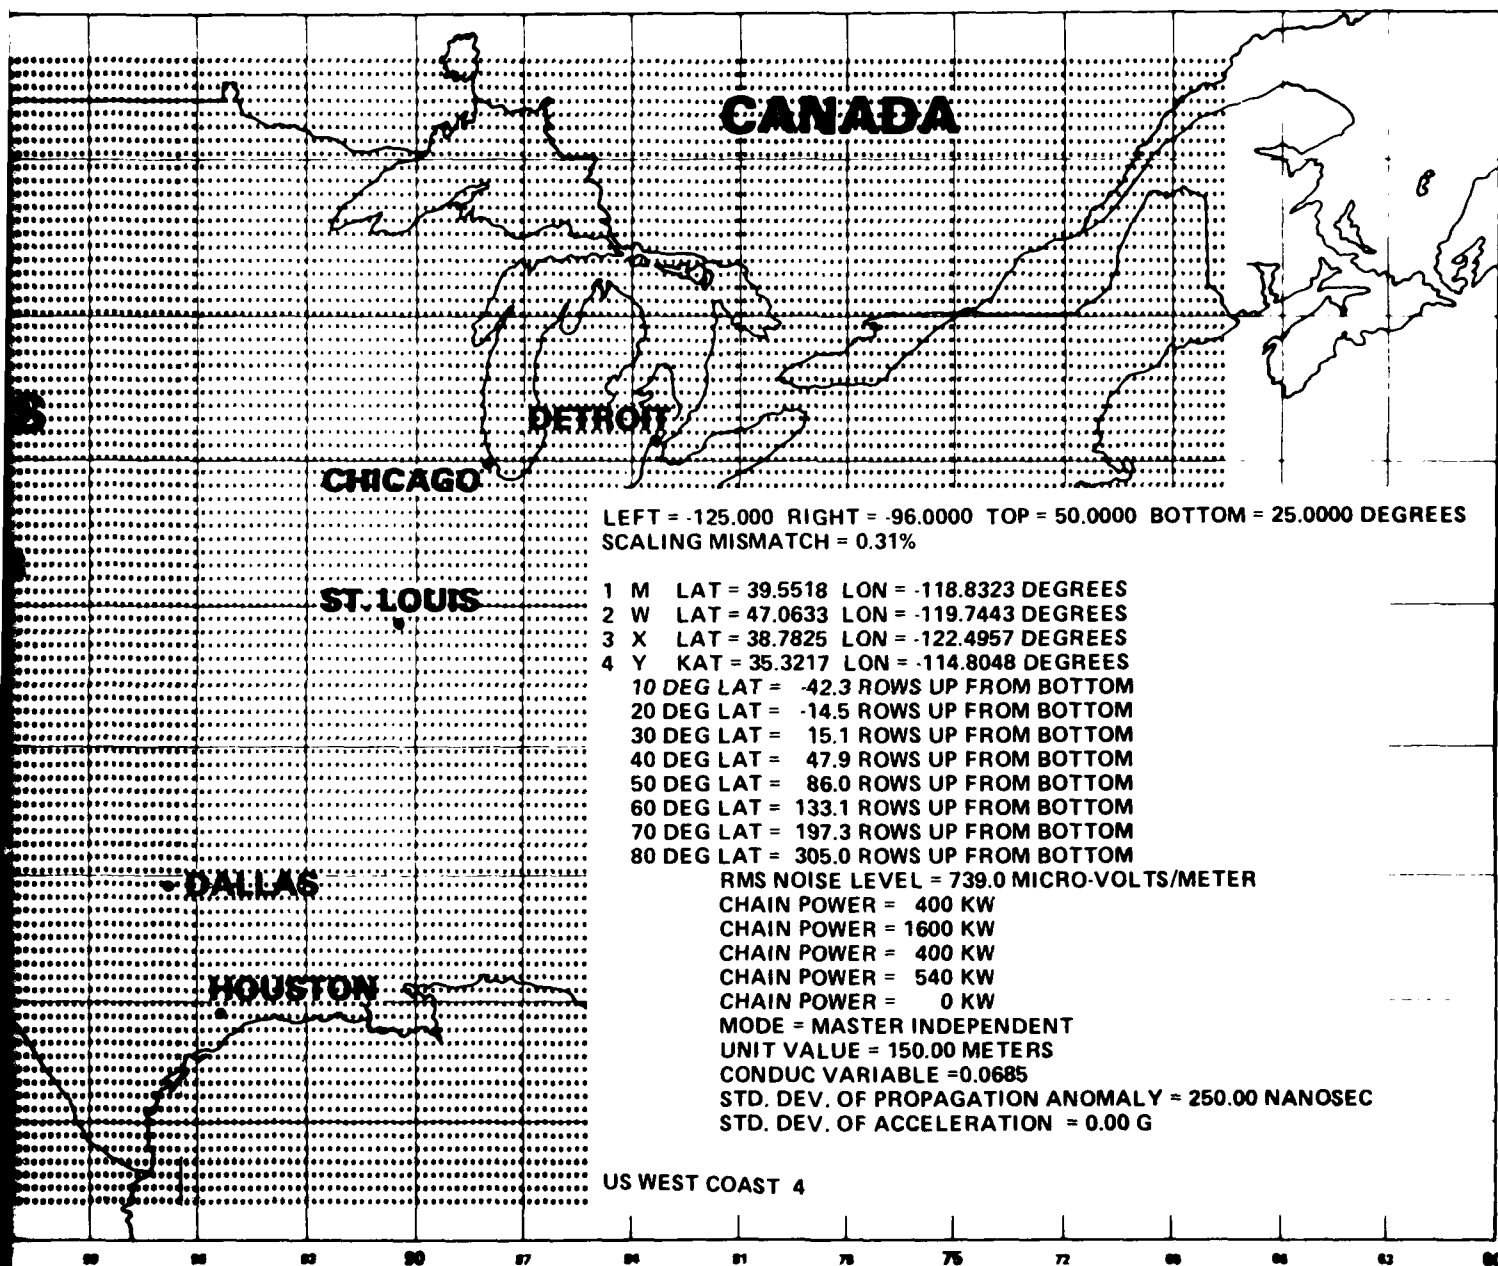 CANADA
S
DETROIT
CHICAGO
LEFT = -125.000 RIGHT = -96.0000 TOP = 50.0000 BOTTOM = 25.0000 DEGREES
SCALING MISMATCH = 0.31%
1 M LAT = 39.5518 LON = -118.8323 DEGREES
ST. LOUIS
2 W LAT = 47.0633 LON = -119.7443 DEGREES
3 X LAT = 38.7825 LON = -122.4957 DEGREES
4 Y KAT = 35.3217 LON = -114.8048 DEGREES
10 DEG LAT = -42.3 ROWS UP FROM BOTTOM
20 DEG LAT = -14.5 ROWS UP FROM BOTTOM
30 DEG LAT = 15.1 ROWS UP FROM BOTTOM
40 DEG LAT = 47.9 ROWS UP FROM BOTTOM
50 DEG LAT = 86.0 ROWS UP FROM BOTTOM
60 DEG LAT = 133.1 ROWS UP FROM BOTTOM
70 DEG LAT = 197.3 ROWS UP FROM BOTTOM
80 DEG LAT = 305.0 ROWS UP FROM BOTTOM
DALLAS
RMS NOISE LEVEL = 739.0 MICRO-VOLTS/METER
CHAIN POWER = 400 KW
CHAIN POWER = 1600 KW
CHAIN POWER = 400 KW
CHAIN POWER = 540 KW
HOUSTON
CHAIN POWER = 0 KW
MODE = MASTER INDEPENDENT
UNIT VALUE = 150.00 METERS
CONDUC VARIABLE =0.0685
STD. DEV. OF PROPAGATION ANOMALY = 250.00 NANOSEC
STD. DEV. OF ACCELERATION = 0.00 G
US WEST COAST 4
90 87 84 81 78 75 72 63